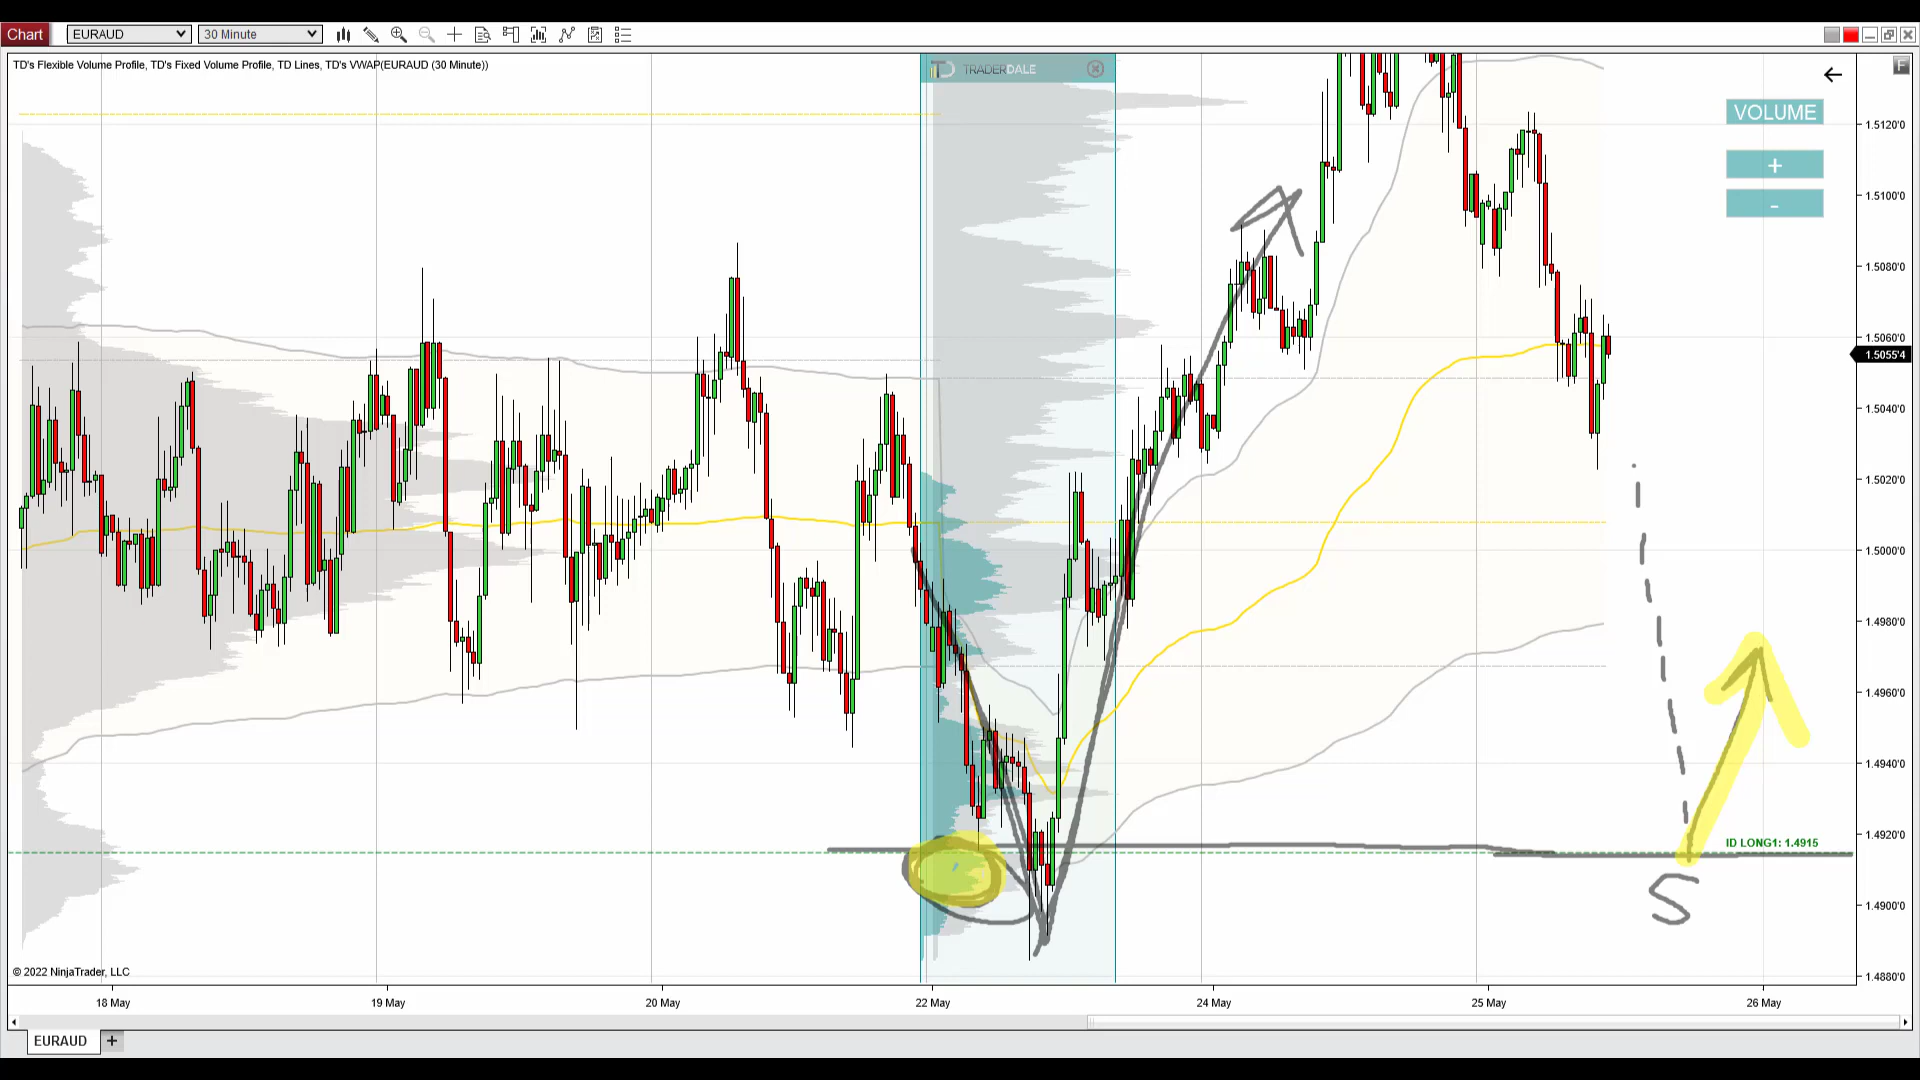 Chart EURAUD 30 Minute
TD's Flexible Volume Profile, TD's Fixed Volume Profile, TD Lines, TD's VWAP(EURAUD (30 Minute))
TRADERDALE
F
VOLUME
+
-
1.5120'0
1.5100'0
1.5080'0
1.5060'0
1.5055'4
1.5040'0
1.5020'0
1.5000'0
1.4980'0
1.4960'0
1.4940'0
1.4920'0
ID LONG1: 1.4915
1.4900'0
S
1.4880'0
© 2022 NinjaTrader, LLC
18 May 19 May 20 May 22 May 24 May 25 May 26 May
EURAUD +